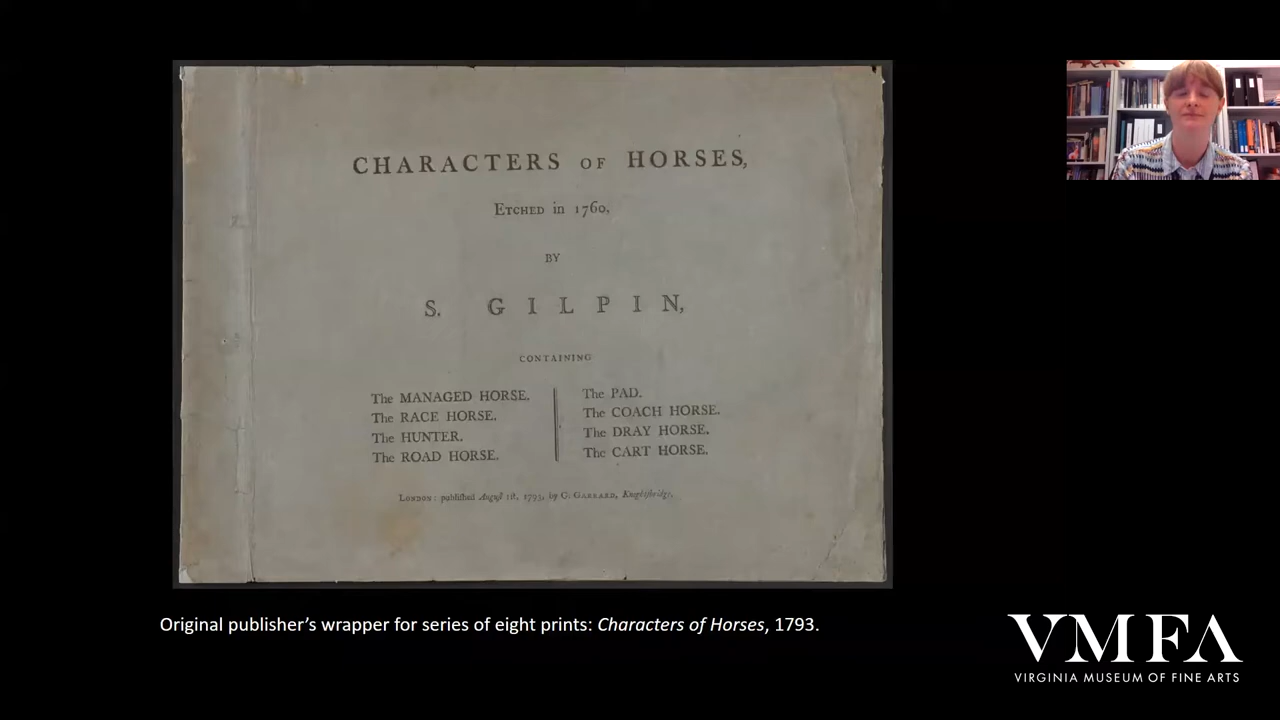 CHARACTERS OF HORSES,
ETCHED in 1760,
BY
S. GILPIN,
CONTAINING
The MANAGED HORSE.
The RACE HORSE.
The HUNTER.
The ROAD HORSE.
The PAD.
The COACH HORSE.
The DRAY HORSE.
The CART HORSE.
LONDON: publiſhed Auguſt 1ſt, 1793, by G. GARRARD, Knightſbridge.
Original publisher’s wrapper for series of eight prints: Characters of Horses, 1793.
VMFA
VIRGINIA MUSEUM OF FINE ARTS